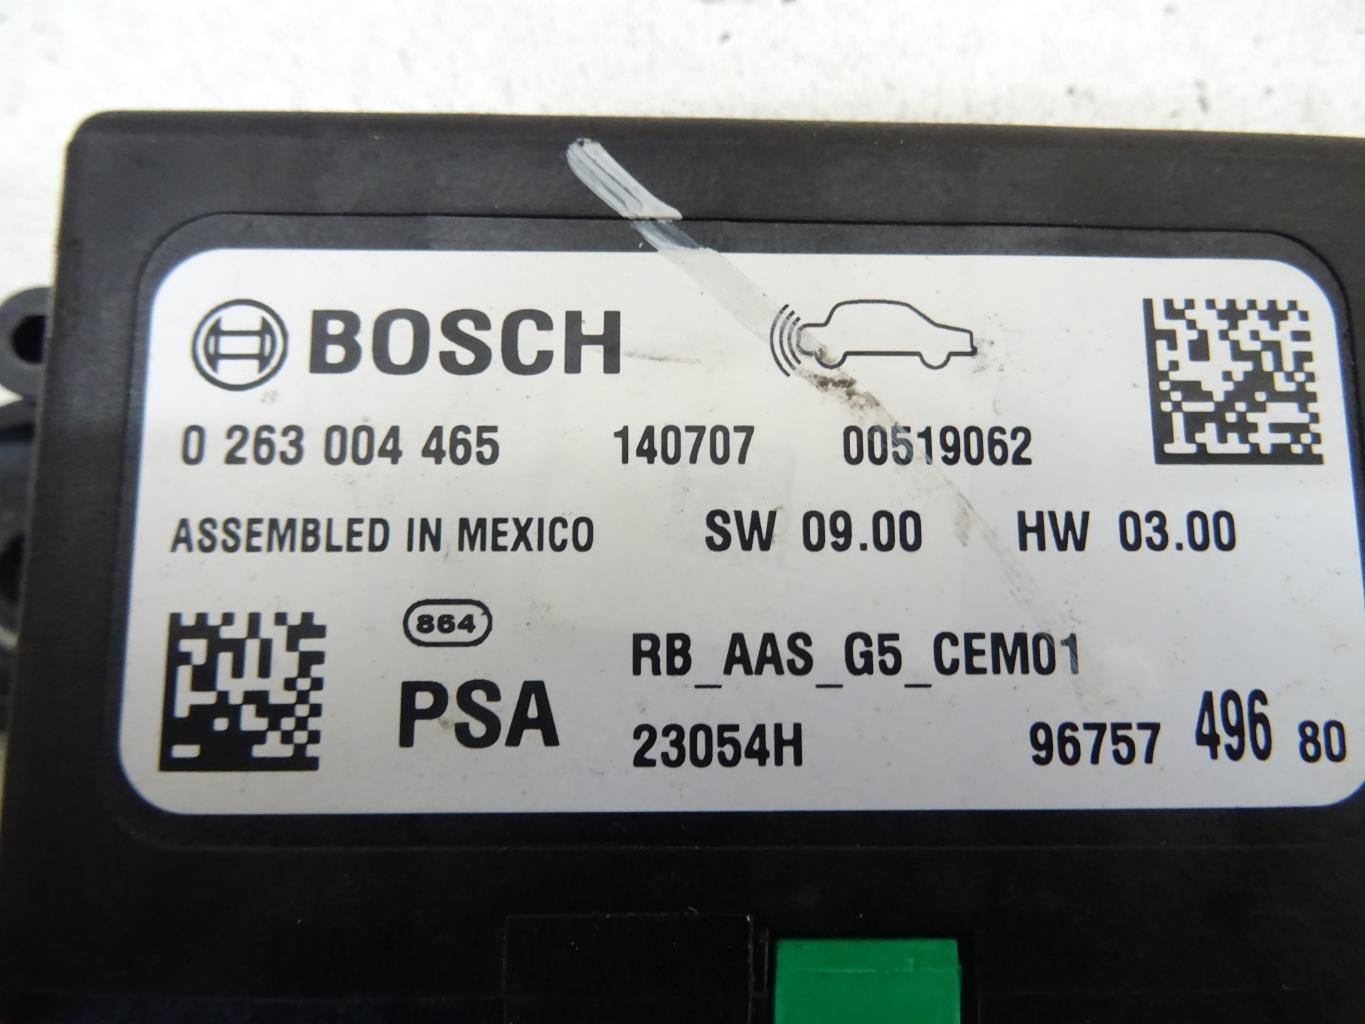 BOSCH
0 263 004 465 140707 00519062
ASSEMBLED IN MEXICO SW 09.00 HW 03.00
864
PSA RB_AAS_G5_CEM01
23054H 96757 496 80